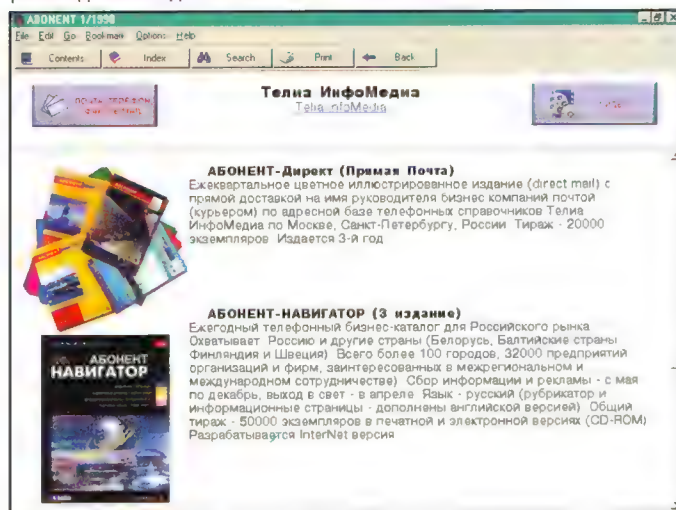 ABONENT 1/1998
File Edit Go Bookmark Options Help
Contents Index Search Print Back
Телиа ИнфоМедиа
Telia InfoMedia
АБОНЕНТ-Директ (Прямая Почта)
Ежеквартальное цветное иллюстрированное издание (direct mail) с
прямой доставкой на имя руководителя бизнес компаний почтой
(курьером) по адресной базе телефонных справочников Телиа
ИнфоМедиа по Москве, Санкт-Петербургу, России Тираж - 20000
экземпляров Издается 3-й год
АБОНЕНТ-НАВИГАТОР (3 издание)
Ежегодный телефонный бизнес-каталог для Российского рынка
Охватывает Россию и другие страны (Белорусь, Балтийские страны
Финляндия и Швеция) Всего более 100 городов, 32000 предприятий
организаций и фирм, заинтересованных в межрегиональном и
международном сотрудничестве) Сбор информации и рекламы - с мая
по декабрь, выход в свет - в апреле Язык - русский (рубрикатор и
информационные страницы - дополнены английской версией) Общий
тираж - 50000 экземпляров в печатной и электронной версиях (CD-ROM)
Разрабатывается InterNet версия
АБОНЕНТ
НАВИГАТОР